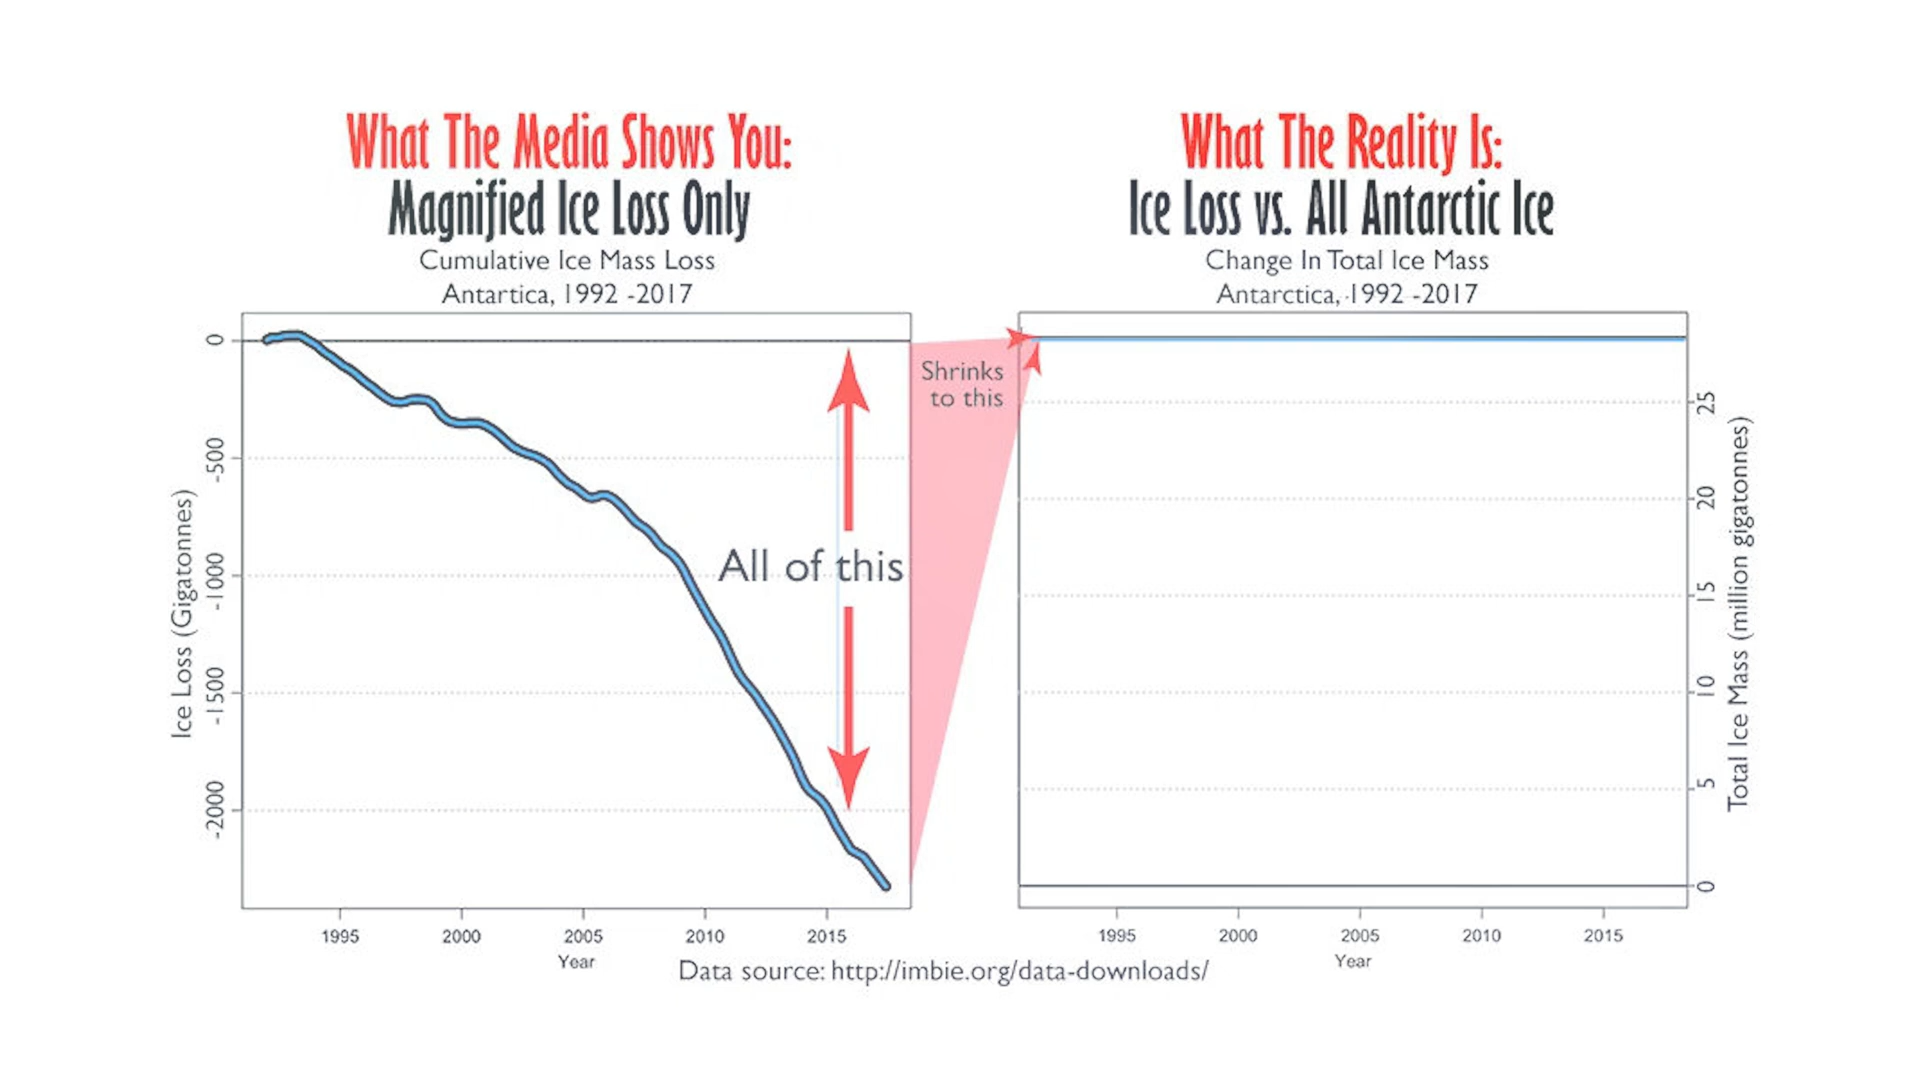 What The Media Shows You:
Magnified Ice Loss Only
Cumulative Ice Mass Loss
Antartica, 1992 -2017
Ice Loss (Gigatonnes)
0
-500
-1000
-1500
-2000
All of this
1995
2000
2005
2010
2015
Year
Shrinks
to this
What The Reality Is:
Ice Loss vs. All Antarctic Ice
Change In Total Ice Mass
Antarctica, 1992 -2017
25
20
15
10
5
0
Total Ice Mass (million gigatonnes)
1995
2000
2005
2010
2015
Year
Data source: http://imbie.org/data-downloads/